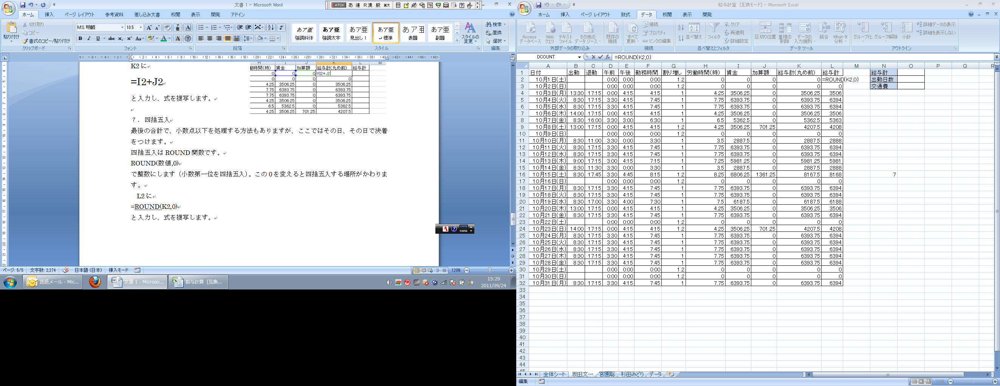 文書 1 - Microsoft Word
ATOK あ 連 R漢 般 英大
ホーム 挿入 ページ レイアウト 参考資料 差し込み文書 校閲 表示 開発 アドイン
貼り付け
切り取り
コピー
書式のコピー/貼り付け
クリップボード
MS 明朝 10.5
フォント
段落
あア亜 強調斜体
あア亜 強調太字
あア亜 見出し 1
あア亜 標準
あア亜 表題
あア亜 副題
スタイルの変更
スタイル
検索
置換
選択
編集
K2 に
=I2+J2
と入力し、式を複写します。
H I J K L M
動時間(時) 賃金 加算額 給与計(丸め前) 給与計
0 0 0 =I2+J2
0 0 0 0
4.25 3506.25 0 3506.25
7.75 6393.75 0 6393.75
7.75 6393.75 0 6393.75
4.25 3506.25 0 3506.25
6.5 5362.5 0 5362.5
4.25 3506.25 701.25 4207.5
７．四捨五入
最後の合計で、小数点以下を処理する方法もありますが、ここではその日、その日で決着
をつけます。
四捨五入は ROUND 関数です。
ROUND(数値,0)
で整数にします（小数第一位を四捨五入）。この 0 を変えると四捨五入する場所がかわりま
す。
L2 に
=ROUND(K2,0)
と入力し、式を複写します。
CAPS
KANA
ページ: 5/5 文字数: 2,274 日本語 (日本) 挿入モード 120%
迷惑メール - Mic... 文書 1 - Microso... 給与計算 [互換... 15:29
2011/09/24
給与計算 [互換モード] - Microsoft Excel
ホーム 挿入 ページ レイアウト 数式 データ 校閲 表示 開発
Access データベース
Web クエリ
テキスト ファイル
その他の データ ソース
既存の 接続
外部データの取り込み
すべて 更新
接続
プロパティ
リンクの編集
接続
並べ替え
フィルタ
クリア
再適用
詳細設定
並べ替えとフィルタ
区切り位置
重複の 削除
データの 入力規則
統合
What-If 分析
データ ツール
グループ化
グループ解除
小計
詳細データの表示
詳細を表示しない
アウトライン
DCOUNT =ROUND(K2,0)
A B C D E F G H I J K L M N O P Q R
1 日付 出勤 退勤 午前 午後 勤務時間 割り増し 労働時間(時) 賃金 加算額 給与計(丸め前) 給与計 給与計
2 10月1日(土) 0:00 0:00 0:00 1.2 0 0 0 0 =ROUND(K2,0) 出勤日数
3 10月2日(日) 0:00 0:00 0:00 1.2 0 0 0 0 0 交通費
4 10月3日(月) 13:30 17:15 0:00 4:15 4:15 1 4.25 3506.25 0 3506.25 3506
5 10月4日(火) 8:30 17:15 3:30 4:15 7:45 1 7.75 6393.75 0 6393.75 6394
6 10月5日(水) 8:30 17:15 3:30 4:15 7:45 1 7.75 6393.75 0 6393.75 6394
7 10月6日(木) 14:00 17:15 0:00 4:15 4:15 1 4.25 3506.25 0 3506.25 3506
8 10月7日(金) 8:30 16:00 3:30 3:00 6:30 1 6.5 5362.5 0 5362.5 5363
9 10月8日(土) 13:00 17:15 0:00 4:15 4:15 1.2 4.25 3506.25 701.25 4207.5 4208
10 10月9日(日) 0:00 0:00 0:00 1.2 0 0 0 0 0
11 10月10日(月) 8:30 11:00 3:30 0:00 3:30 1 3.5 2887.5 0 2887.5 2888
12 10月11日(火) 8:30 17:15 3:30 4:15 7:45 1 7.75 6393.75 0 6393.75 6394
13 10月12日(水) 8:30 17:15 3:30 4:15 7:45 1 7.75 6393.75 0 6393.75 6394
14 10月13日(木) 9:00 17:15 3:00 4:15 7:15 1 7.25 5981.25 0 5981.25 5981
15 10月14日(金) 8:30 11:30 3:30 0:00 3:30 1 3.5 2887.5 0 2887.5 2888
16 10月15日(土) 8:30 17:45 3:30 4:45 8:15 1.2 8.25 6806.25 1361.25 8167.5 8168 7
17 10月16日(日) 0:00 0:00 0:00 1.2 0 0 0 0 0
18 10月17日(月) 8:30 17:15 3:30 4:15 7:45 1 7.75 6393.75 0 6393.75 6394
19 10月18日(火) 8:30 17:15 3:30 4:15 7:45 1 7.75 6393.75 0 6393.75 6394
20 10月19日(水) 8:30 17:00 3:30 4:00 7:30 1 7.5 6187.5 0 6187.5 6188
21 10月20日(木) 13:00 17:15 0:00 4:15 4:15 1 4.25 3506.25 0 3506.25 3506
22 10月21日(金) 8:30 17:15 3:30 4:15 7:45 1 7.75 6393.75 0 6393.75 6394
23 10月22日(土) 0:00 0:00 0:00 1.2 0 0 0 0 0
24 10月23日(日) 14:00 17:15 0:00 4:15 4:15 1.2 4.25 3506.25 701.25 4207.5 4208
25 10月24日(月) 8:30 17:15 3:30 4:15 7:45 1 7.75 6393.75 0 6393.75 6394
26 10月25日(火) 8:30 17:15 3:30 4:15 7:45 1 7.75 6393.75 0 6393.75 6394
27 10月26日(水) 8:30 17:15 3:30 4:15 7:45 1 7.75 6393.75 0 6393.75 6394
28 10月27日(木) 8:30 17:15 3:30 4:15 7:45 1 7.75 6393.75 0 6393.75 6394
29 10月28日(金) 8:30 17:15 3:30 4:15 7:45 1 7.75 6393.75 0 6393.75 6394
30 10月29日(土) 0:00 0:00 0:00 1.2 0 0 0 0 0
31 10月30日(日) 0:00 0:00 0:00 1.2 0 0 0 0 0
32 10月31日(月) 8:30 17:15 3:30 4:15 7:45 1 7.75 6393.75 0 6393.75 6394
33
34
35
36
37
38
39
40
41
42
43
44
45
全体シート 坂田文一 宮園聡 杉田みどり データ
編集 100%